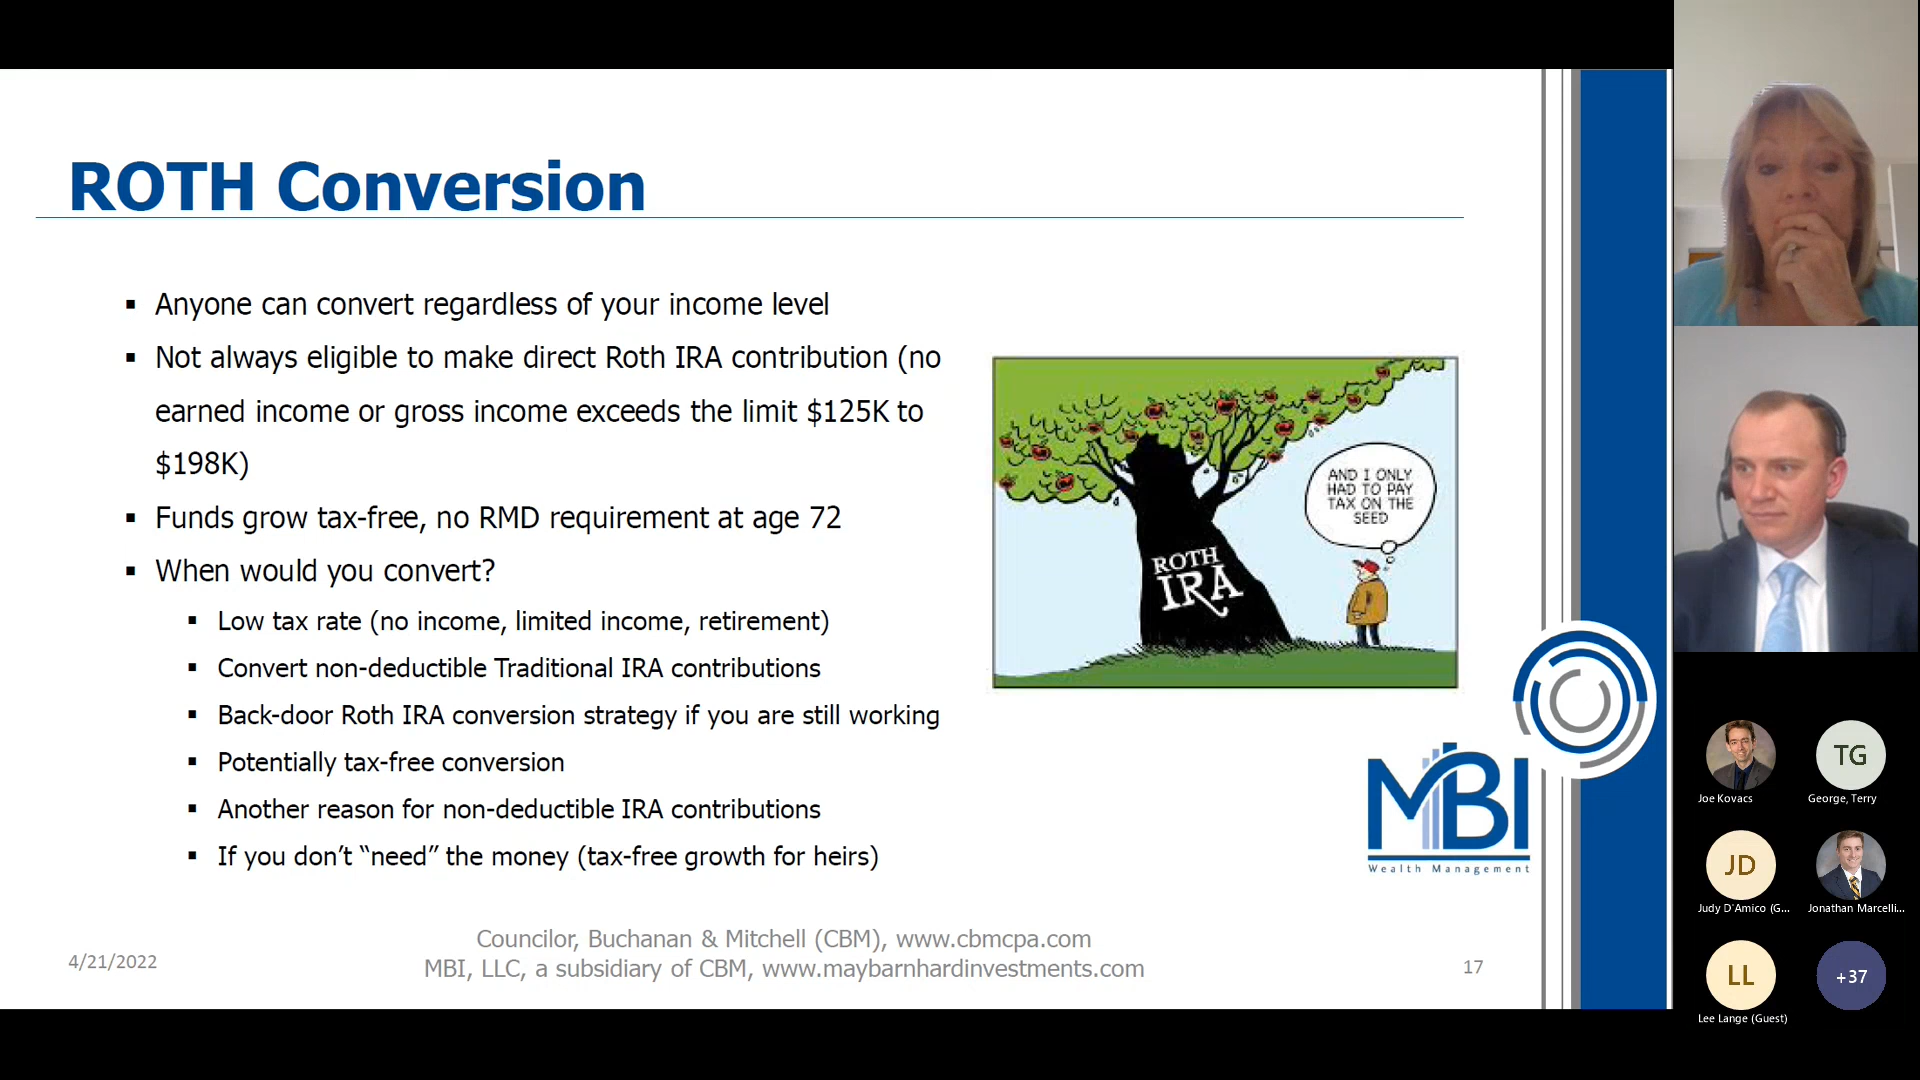 ROTH Conversion
Anyone can convert regardless of your income level
Not always eligible to make direct Roth IRA contribution (no
earned income or gross income exceeds the limit $125K to
$198K)
Funds grow tax-free, no RMD requirement at age 72
When would you convert?
Low tax rate (no income, limited income, retirement)
Convert non-deductible Traditional IRA contributions
Back-door Roth IRA conversion strategy if you are still working
Potentially tax-free conversion
Another reason for non-deductible IRA contributions
If you don't “need” the money (tax-free growth for heirs)
AND I ONLY
HAD TO PAY
TAX ON THE
SEED
ROTH
IRA
MBI
Wealth Management
Councilor, Buchanan & Mitchell (CBM), www.cbmcpa.com
MBI, LLC, a subsidiary of CBM, www.maybarnhardinvestments.com
4/21/2022
17
TG
Joe Kovacs
George, Terry
JD
Judy D'Amico (G...
Jonathan Marcelli...
LL
+37
Lee Lange (Guest)